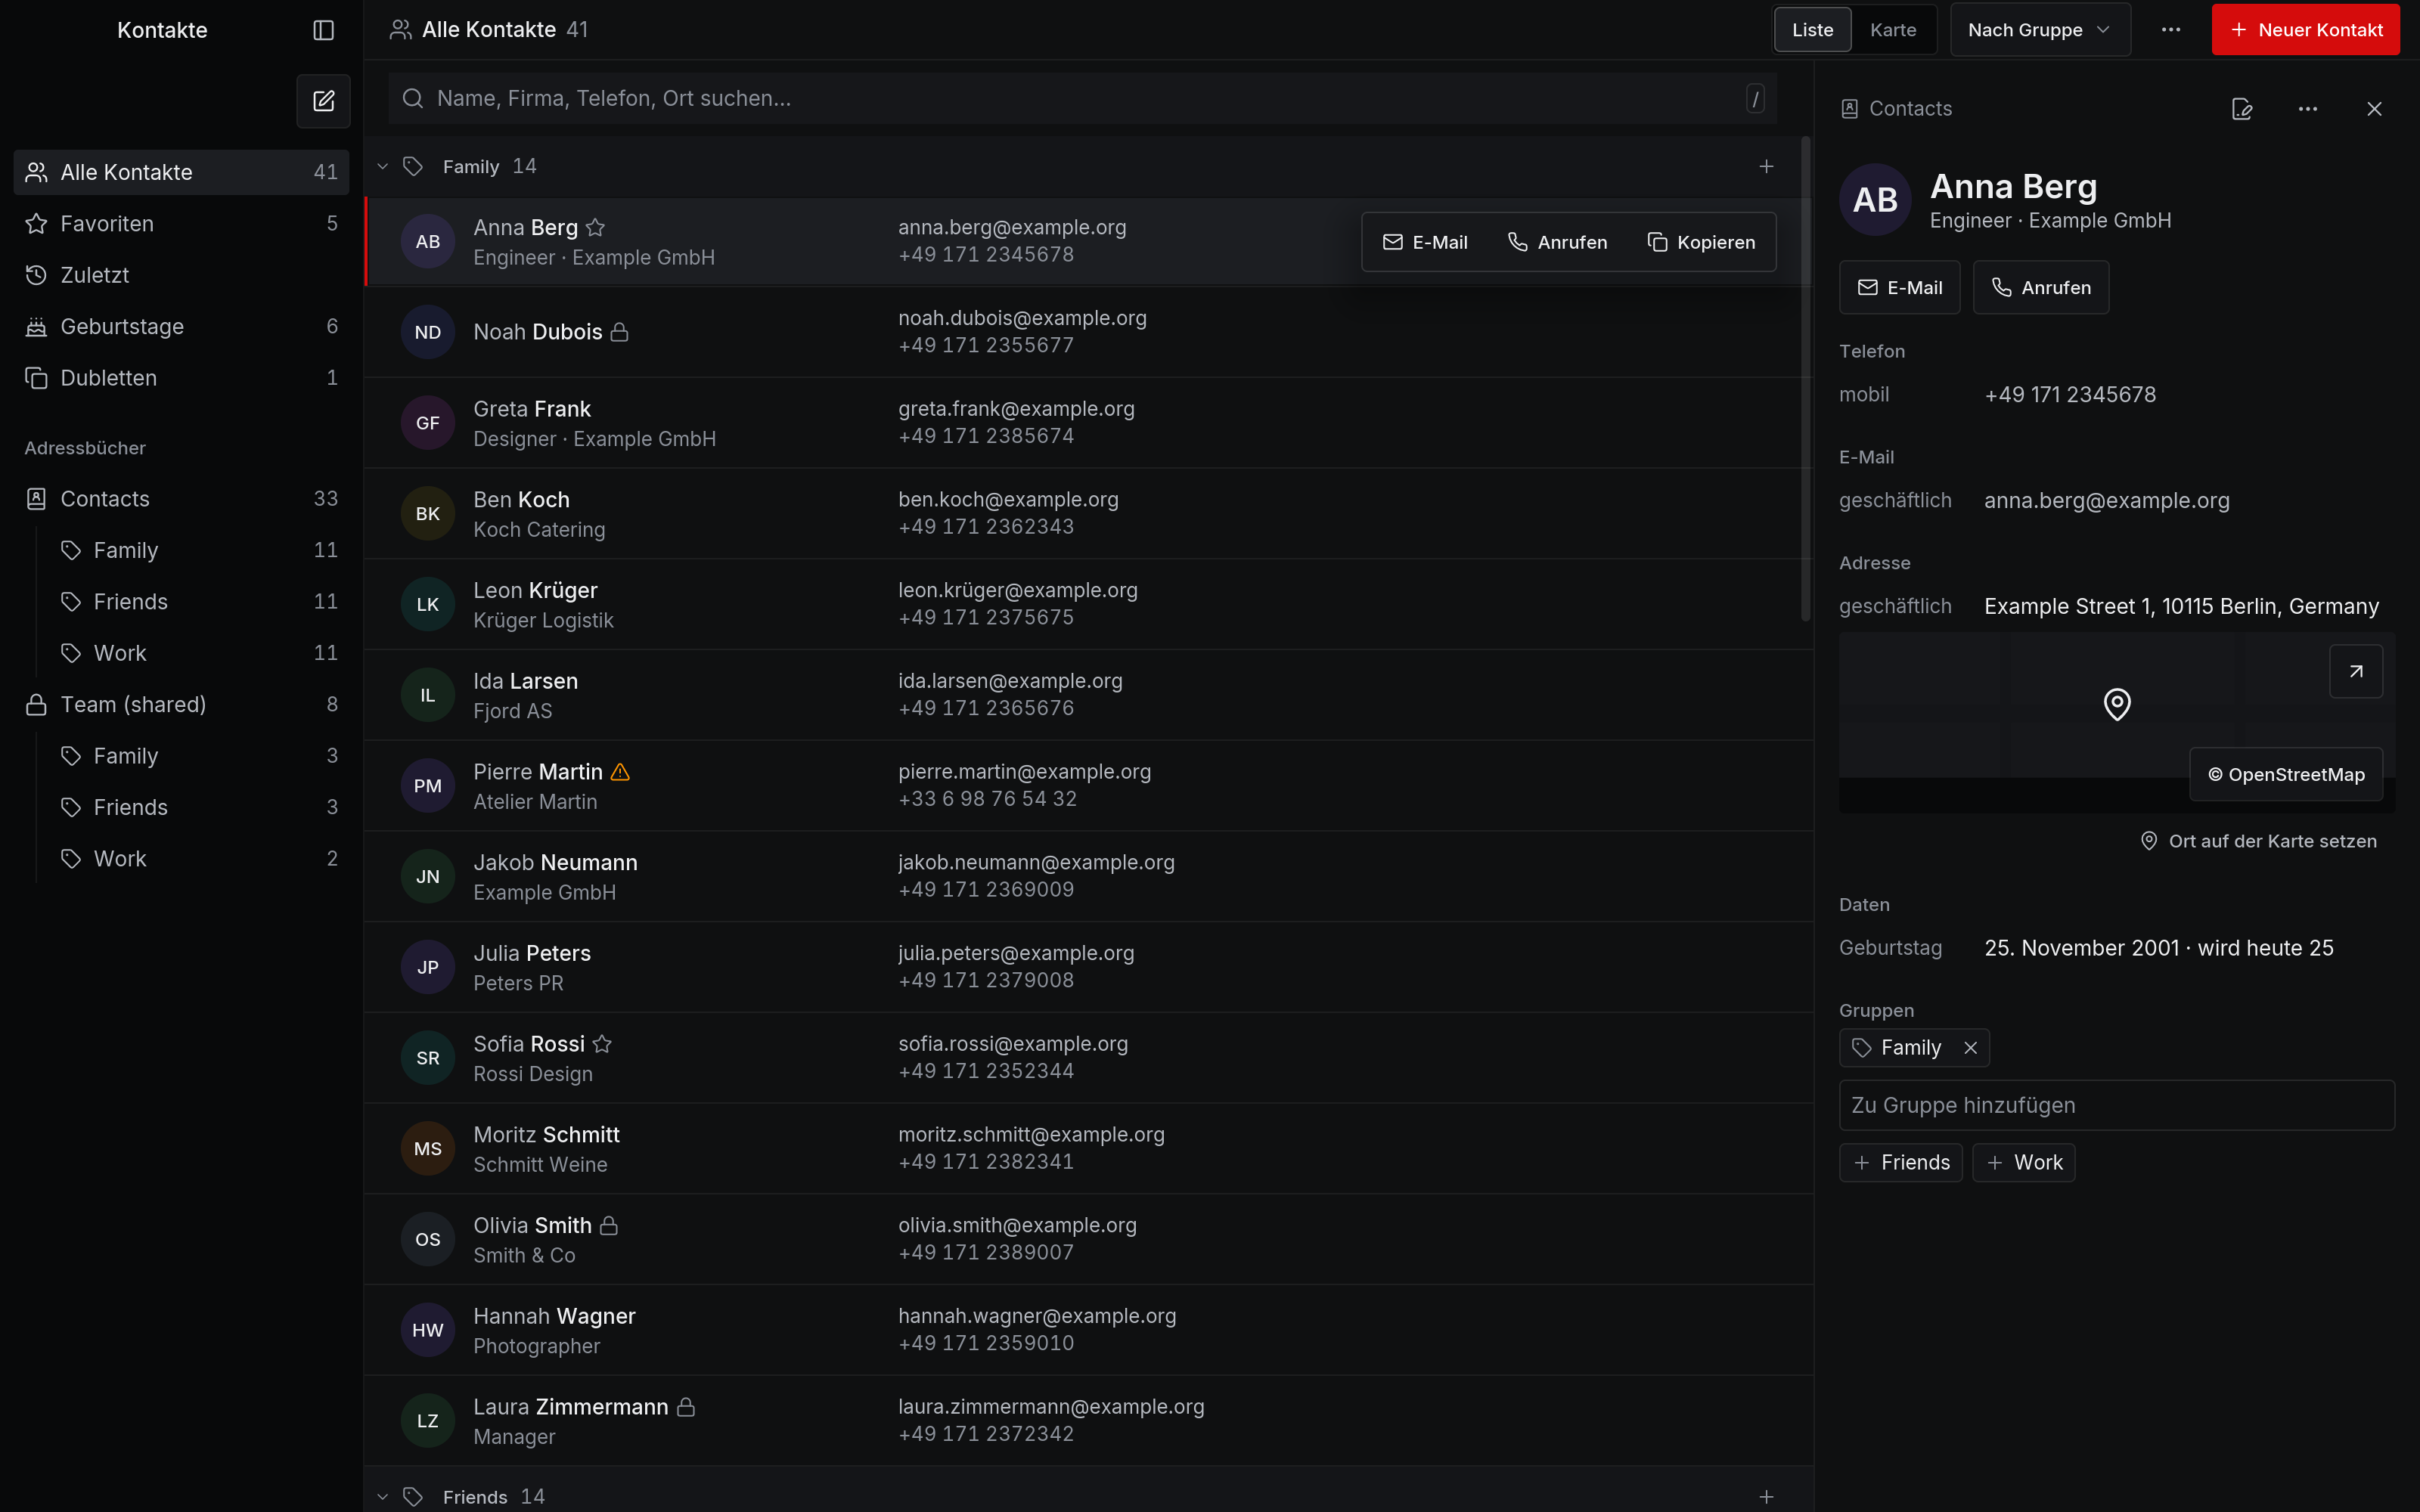 Kontakte
Alle Kontakte 41
Favoriten 5
Zuletzt
Geburtstage 6
Dubletten 1
Adressbücher
Contacts 33
Family 11
Friends 11
Work 11
Team (shared) 8
Family 3
Friends 3
Work 2
Alle Kontakte 41
Liste
Karte
Nach Gruppe
Neuer Kontakt
Name, Firma, Telefon, Ort suchen... /
Family 14
AB
Anna Berg
Engineer · Example GmbH
anna.berg@example.org
+49 171 2345678
E-Mail
Anrufen
Kopieren
ND
Noah Dubois
noah.dubois@example.org
+49 171 2355677
GF
Greta Frank
Designer · Example GmbH
greta.frank@example.org
+49 171 2385674
BK
Ben Koch
Koch Catering
ben.koch@example.org
+49 171 2362343
LK
Leon Krüger
Krüger Logistik
leon.krüger@example.org
+49 171 2375675
IL
Ida Larsen
Fjord AS
ida.larsen@example.org
+49 171 2365676
PM
Pierre Martin
Atelier Martin
pierre.martin@example.org
+33 6 98 76 54 32
JN
Jakob Neumann
Example GmbH
jakob.neumann@example.org
+49 171 2369009
JP
Julia Peters
Peters PR
julia.peters@example.org
+49 171 2379008
SR
Sofia Rossi
Rossi Design
sofia.rossi@example.org
+49 171 2352344
MS
Moritz Schmitt
Schmitt Weine
moritz.schmitt@example.org
+49 171 2382341
OS
Olivia Smith
Smith & Co
olivia.smith@example.org
+49 171 2389007
HW
Hannah Wagner
Photographer
hannah.wagner@example.org
+49 171 2359010
LZ
Laura Zimmermann
Manager
laura.zimmermann@example.org
+49 171 2372342
Friends 14
Contacts
AB
Anna Berg
Engineer · Example GmbH
E-Mail
Anrufen
Telefon
mobil +49 171 2345678
E-Mail
geschäftlich anna.berg@example.org
Adresse
geschäftlich Example Street 1, 10115 Berlin, Germany
© OpenStreetMap
Ort auf der Karte setzen
Daten
Geburtstag 25. November 2001 · wird heute 25
Gruppen
Family
Zu Gruppe hinzufügen
Friends
Work